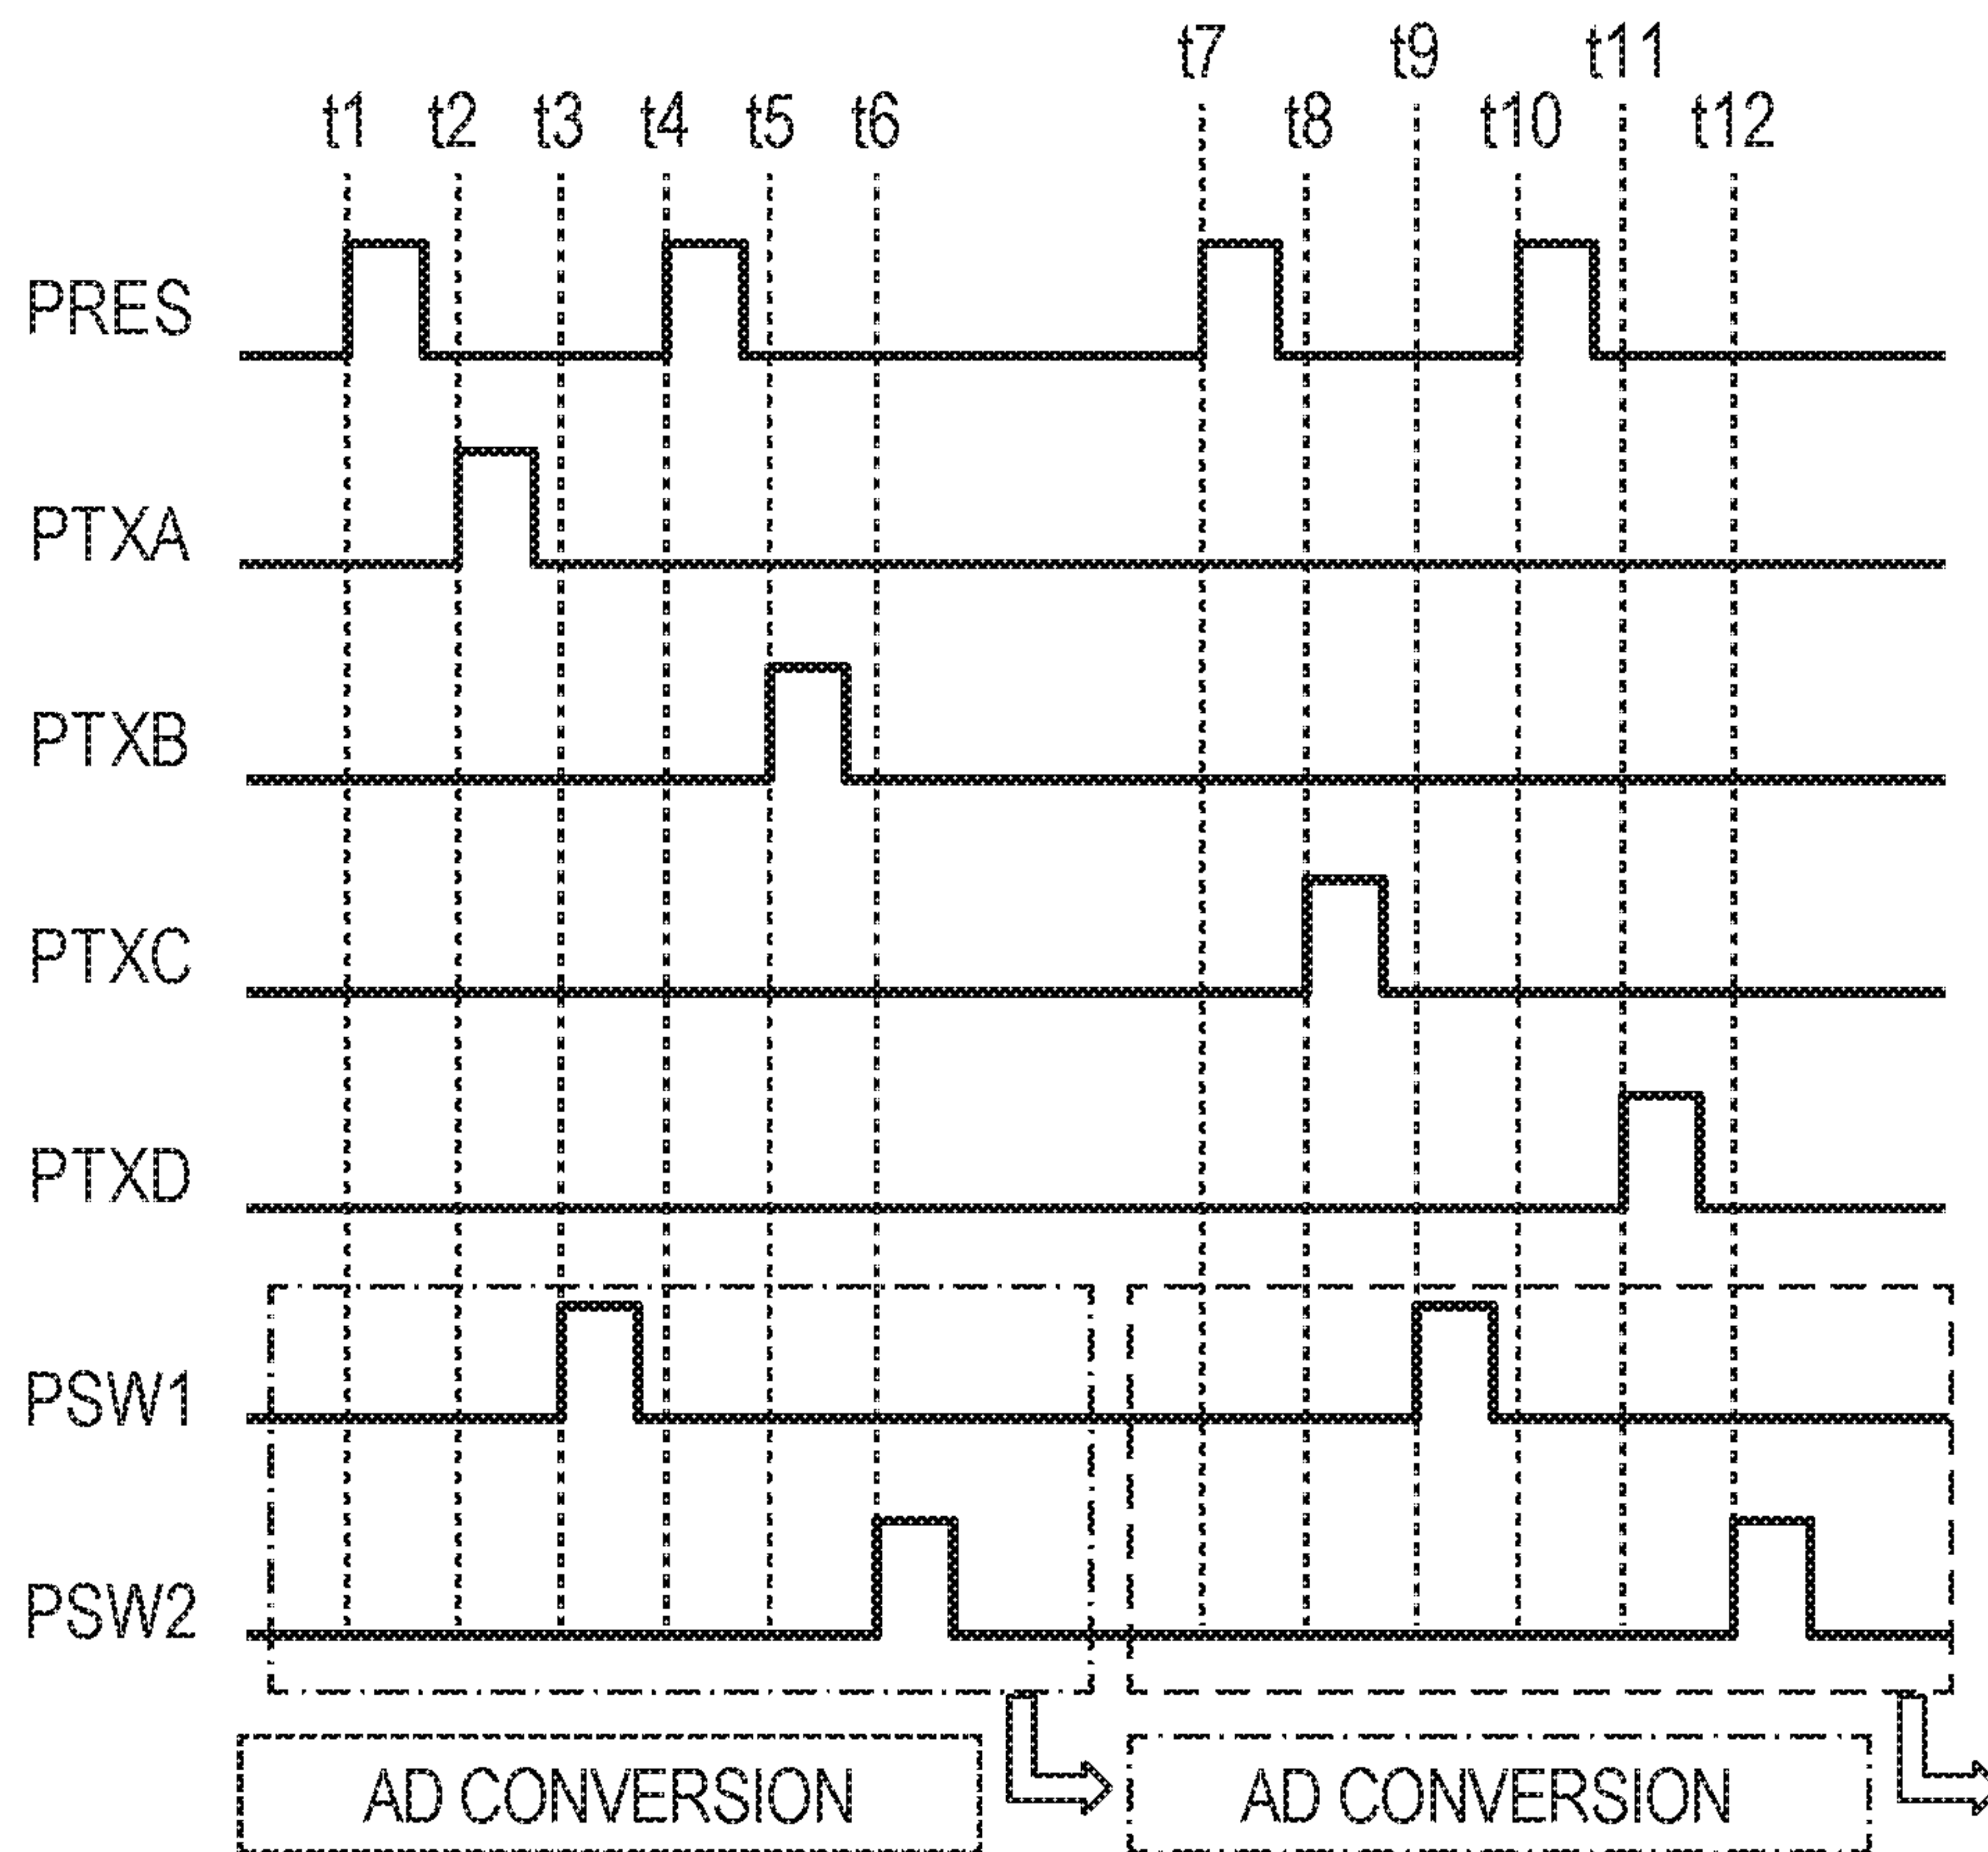 t7 t9 t11
t1 t2 t3 t4 t5 t6 t8 t10 t12
PRES
PTXA
PTXB
PTXC
PTXD
PSW1
PSW2
AD CONVERSION AD CONVERSION